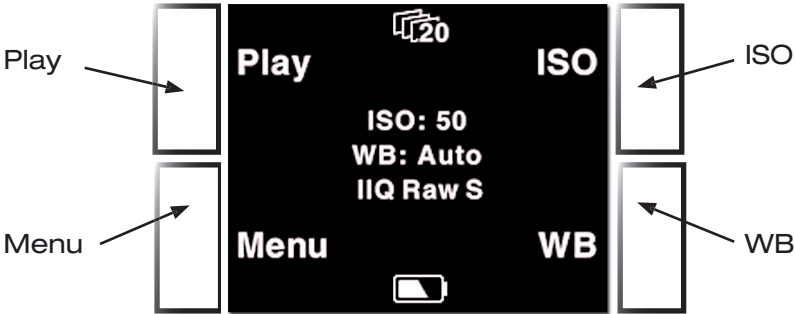 20
Play Play ISO ISO
ISO: 50
WB: Auto
IIQ Raw S
Menu Menu WB WB